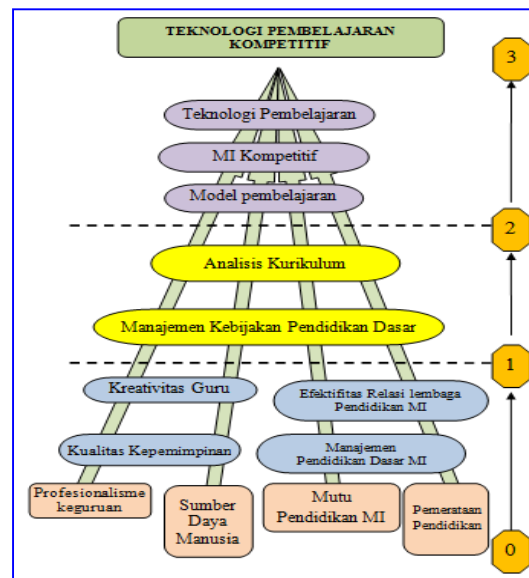 TEKNOLOGI PEMBELAJARAN
KOMPETITIF
3
Teknologi Pembelajaran
MI Kompetitif
Model pembelajaran
2
Analisis Kurikulum
Manajemen Kebijakan Pendidikan Dasar
1
Kreativitas Guru
Efektifitas Relasi lembaga
Pendidikan MI
Kualitas Kepemimpinan
Manajemen
Pendidikan Dasar MI
Profesionalisme
keguruan
Sumber
Daya
Manusia
Mutu
Pendidikan MI
Pemerataan
Pendidikan
0